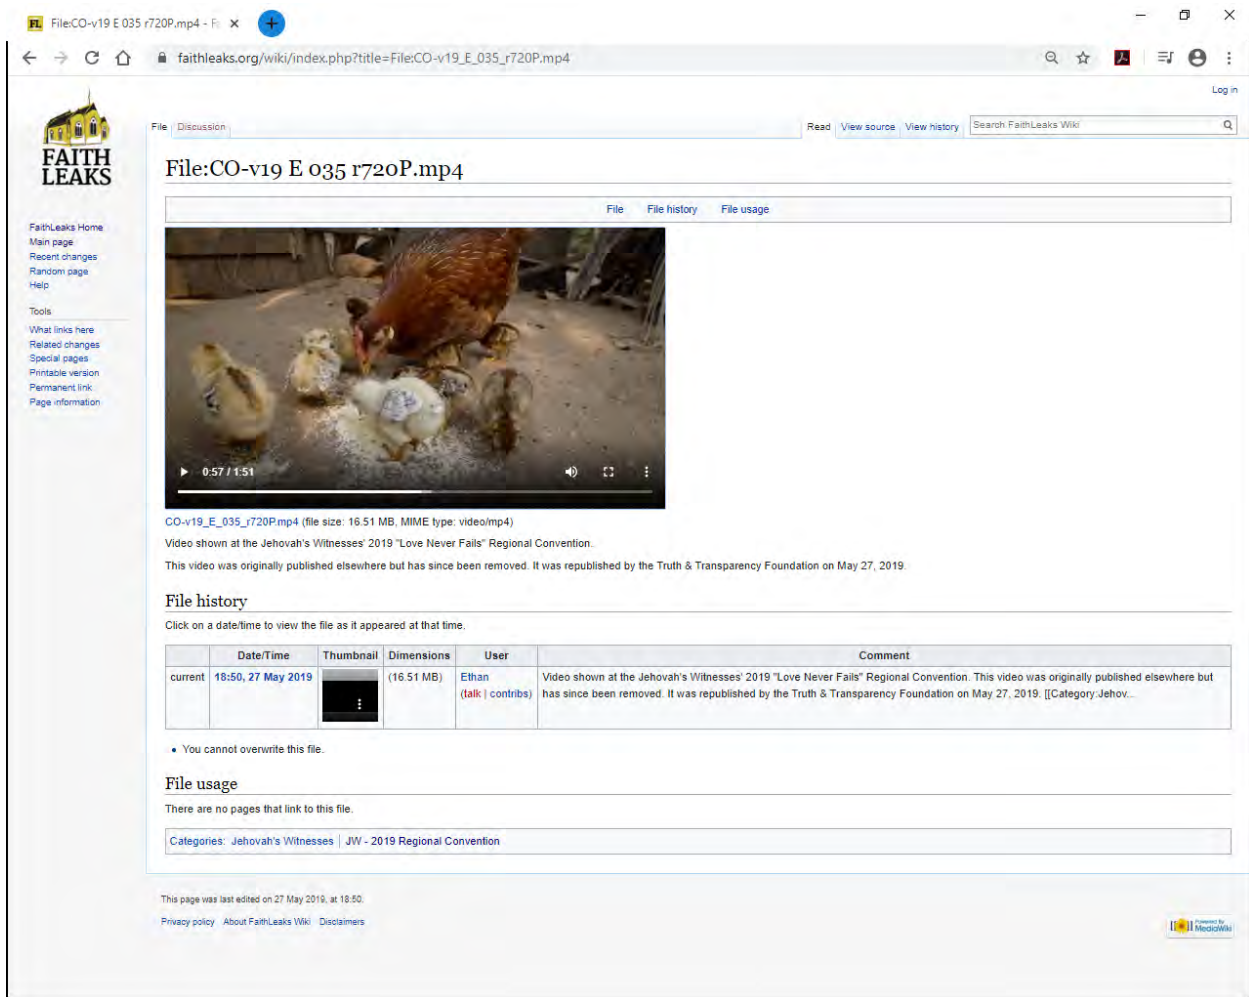 FL File:CO-v19 E 035 r720P.mp4 - F
faithleaks.org/wiki/index.php?title=File:CO-v19_E_035_r720P.mp4
Log in
File Discussion Read View source View history Search FaithLeaks Wiki
FAITH
LEAKS
File:CO-v19 E 035 r720P.mp4
File File history File usage
FaithLeaks Home
Main page
Recent changes
Random page
Help
Tools
What links here
Related changes
Special pages
Printable version
Permanent link
Page information
0:57 / 1:51
CO-v19_E_035_r720P.mp4 (file size: 16.51 MB, MIME type: video/mp4)
Video shown at the Jehovah's Witnesses' 2019 "Love Never Fails" Regional Convention.
This video was originally published elsewhere but has since been removed. It was republished by the Truth & Transparency Foundation on May 27, 2019.
File history
Click on a date/time to view the file as it appeared at that time.
Date/Time Thumbnail Dimensions User Comment
current 18:50, 27 May 2019 (16.51 MB) Ethan Video shown at the Jehovah's Witnesses' 2019 "Love Never Fails" Regional Convention. This video was originally published elsewhere but
(talk | contribs) has since been removed. It was republished by the Truth & Transparency Foundation on May 27, 2019. [[Category:Jehov...
• You cannot overwrite this file.
File usage
There are no pages that link to this file.
Categories: Jehovah's Witnesses | JW - 2019 Regional Convention
This page was last edited on 27 May 2019, at 18:50.
Privacy policy About FaithLeaks Wiki Disclaimers
Powered By
MediaWiki